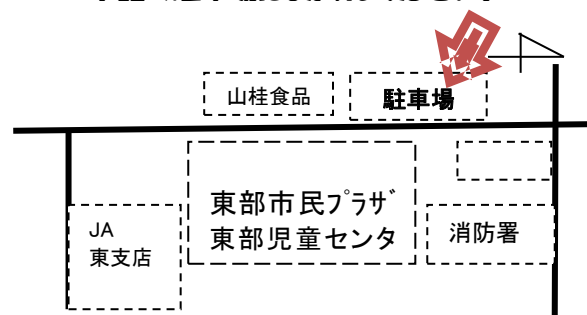 山桂食品
駐車場
東部市民ﾌﾟﾗｻﾞ
東部児童センタ
JA
東支店
消防署